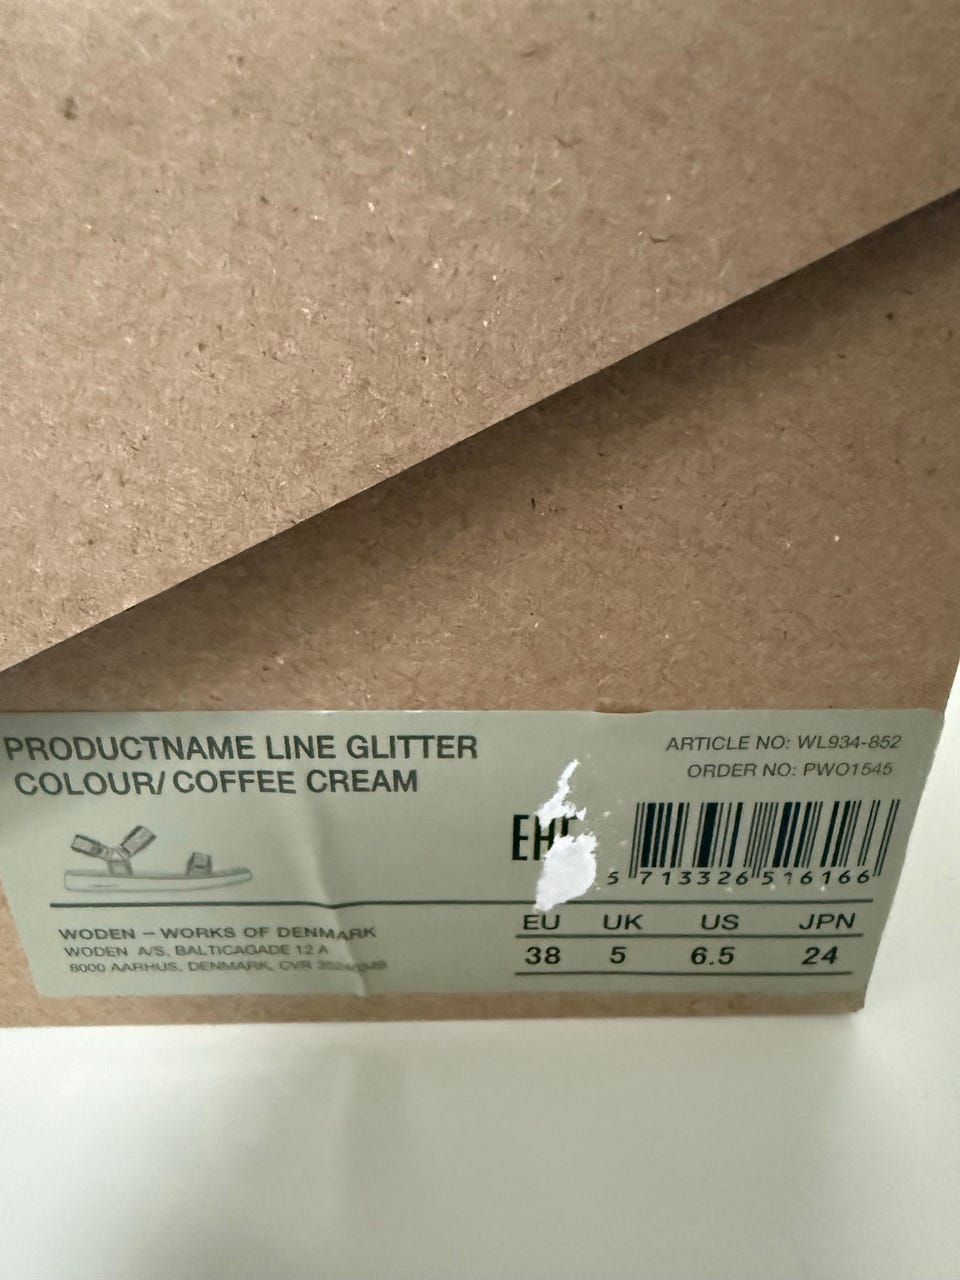 PRODUCTNAME LINE GLITTER
COLOUR/ COFFEE CREAM
ARTICLE NO: WL934-852
ORDER NO: PWO1545
5 713326 516166
WODEN – WORKS OF DENMARK
WODEN A/S, BALTICAGADE 12 A
8000 AARHUS, DENMARK, CVR
EU UK US JPN
38 5 6.5 24